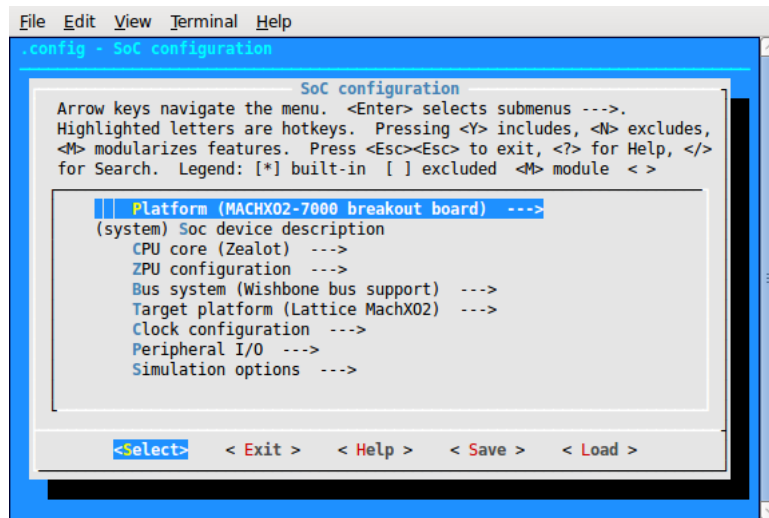 File Edit View Terminal Help
.config - SoC configuration
SoC configuration
Arrow keys navigate the menu. <Enter> selects submenus --->.
Highlighted letters are hotkeys. Pressing <Y> includes, <N> excludes,
<M> modularizes features. Press <Esc><Esc> to exit, <?> for Help, </>
for Search. Legend: [*] built-in [ ] excluded <M> module < >
Platform (MACHXO2-7000 breakout board) --->
(system) Soc device description
CPU core (Zealot) --->
ZPU configuration --->
Bus system (Wishbone bus support) --->
Target platform (Lattice MachXO2) --->
Clock configuration --->
Peripheral I/O --->
Simulation options --->
<Select> < Exit > < Help > < Save > < Load >